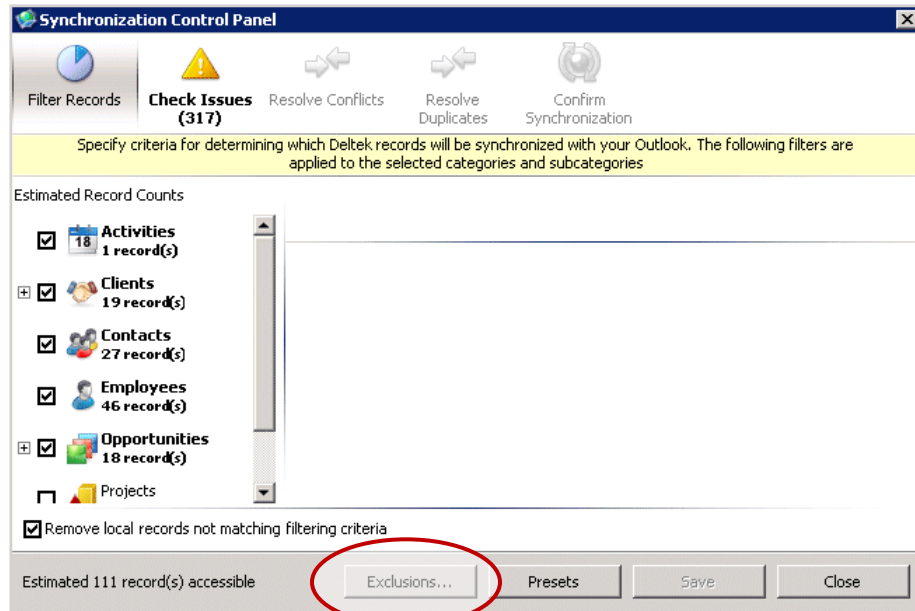 Synchronization Control Panel
Filter Records
Check Issues
(317)
Resolve Conflicts
Resolve
Duplicates
Confirm
Synchronization
Specify criteria for determining which Deltek records will be synchronized with your Outlook. The following filters are
applied to the selected categories and subcategories
Estimated Record Counts
18
Activities
1 record(s)
Clients
19 record(s)
Contacts
27 record(s)
Employees
46 record(s)
Opportunities
18 record(s)
Projects
Remove local records not matching filtering criteria
Estimated 111 record(s) accessible
Exclusions...
Presets
Save
Close